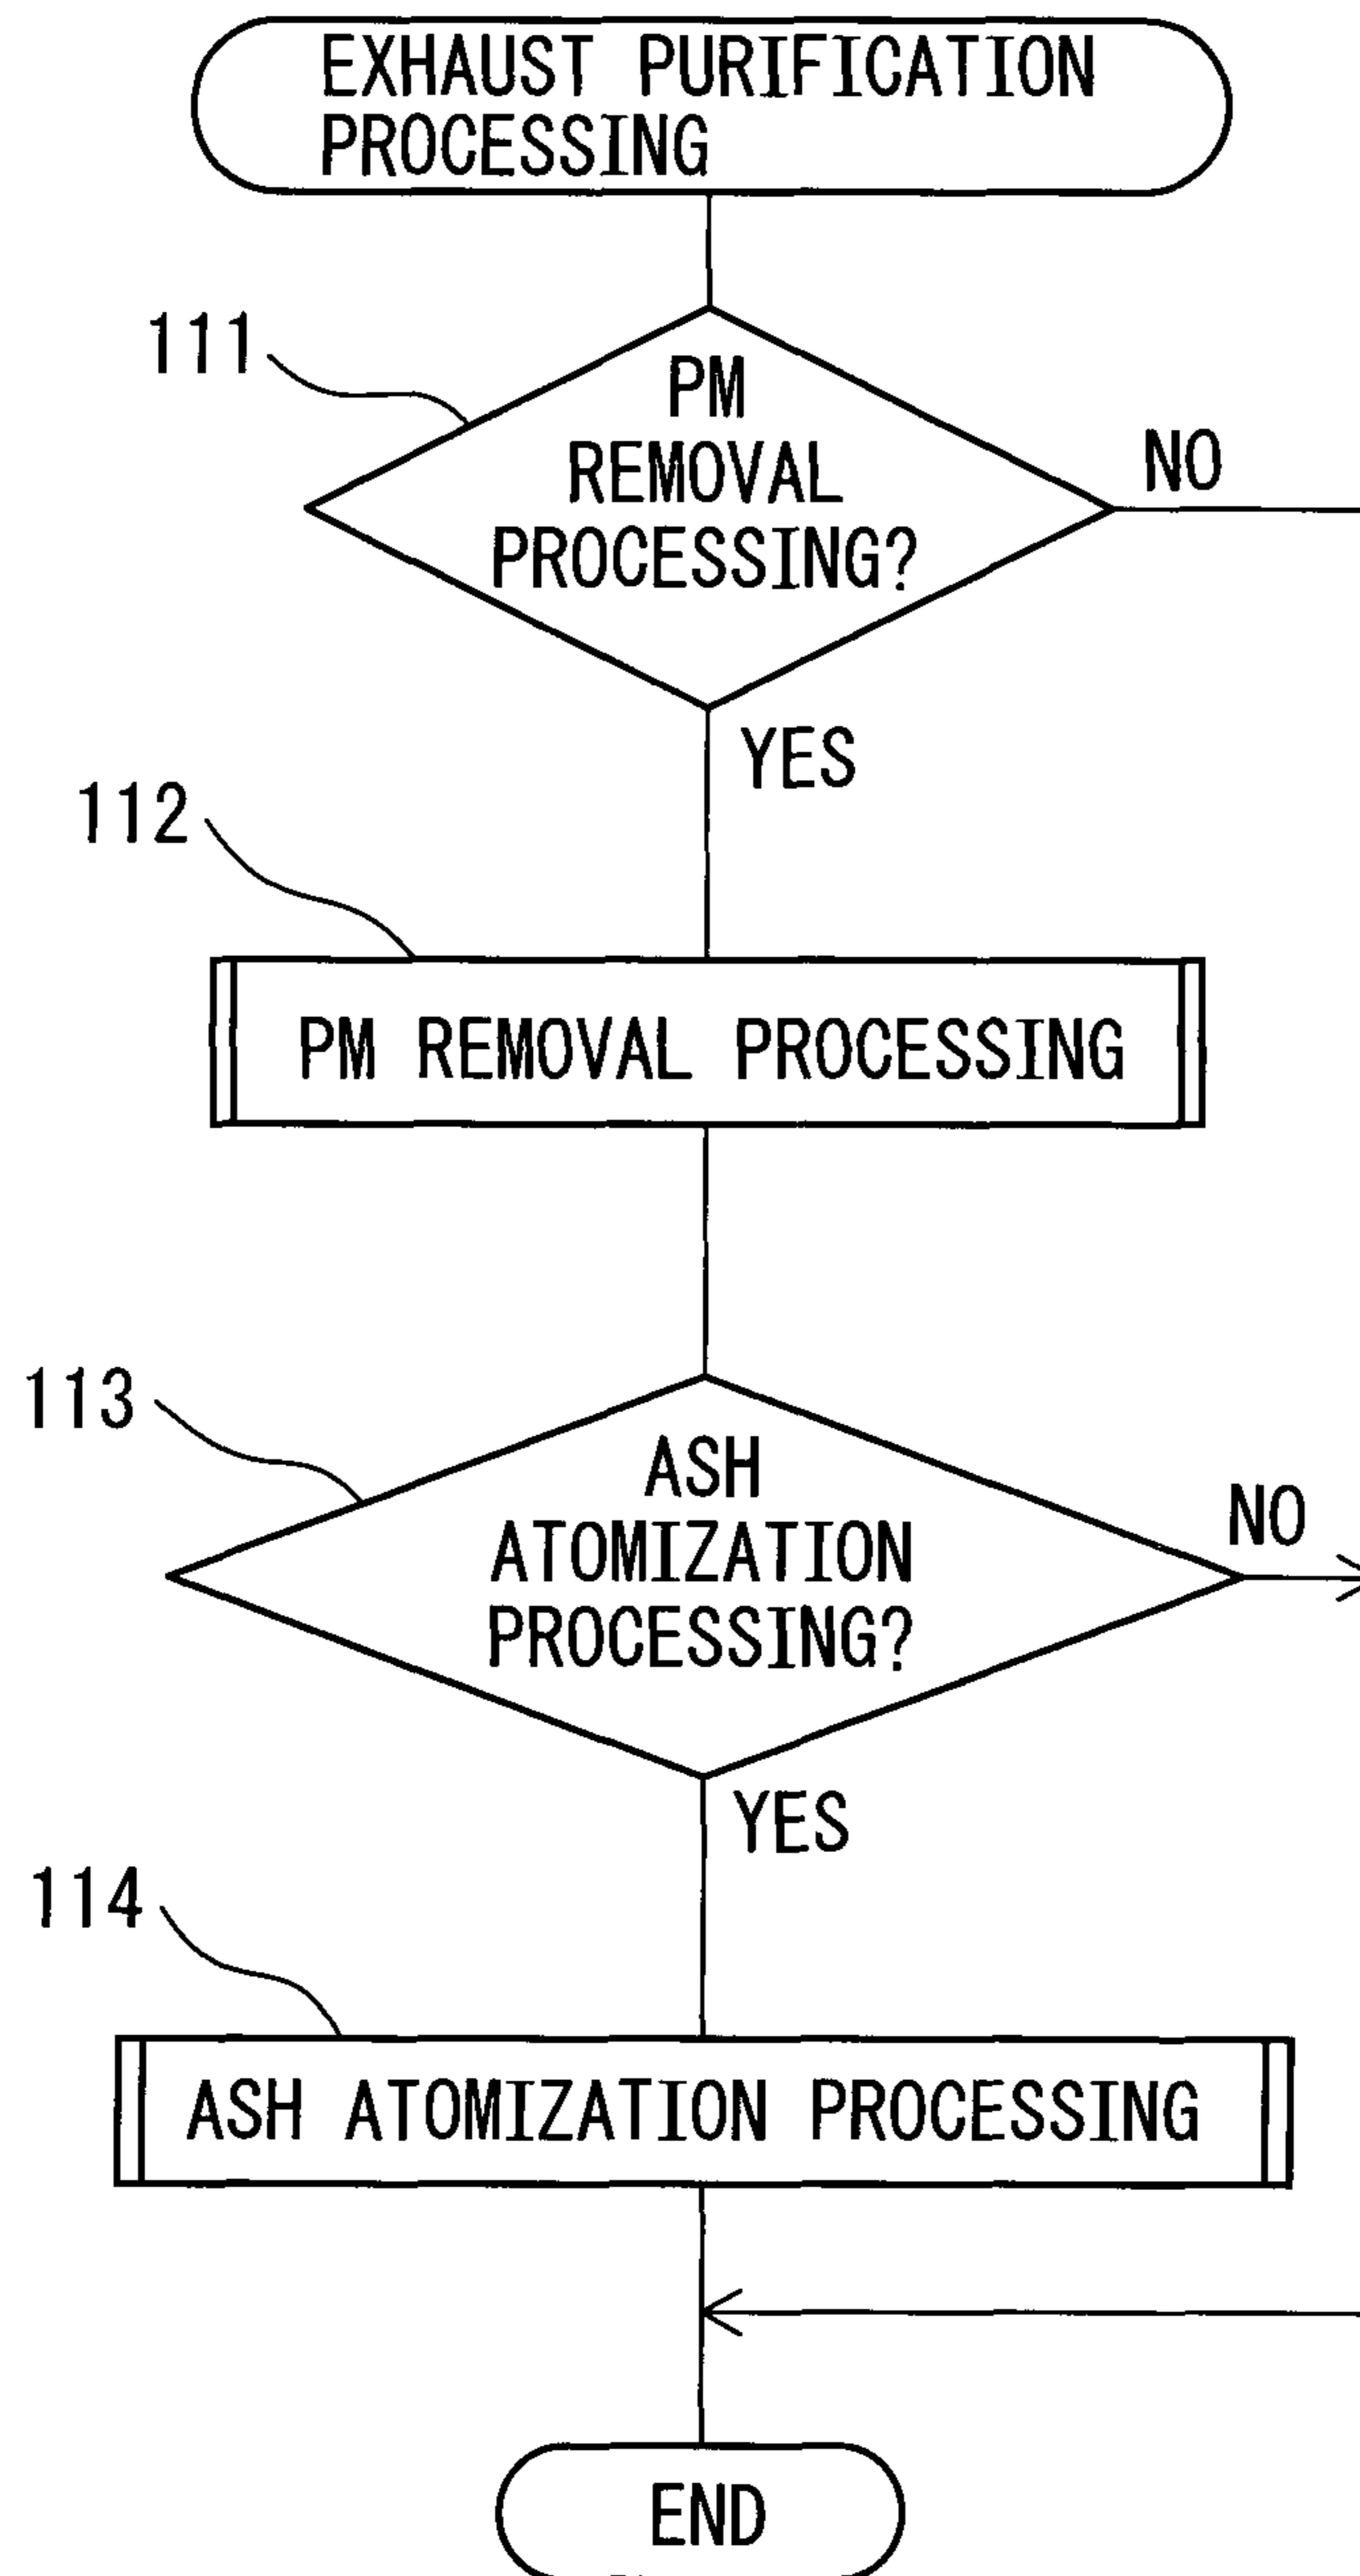 EXHAUST PURIFICATION
PROCESSING
111
PM
REMOVAL
PROCESSING?
NO
YES
112
PM REMOVAL PROCESSING
113
ASH
ATOMIZATION
PROCESSING?
NO
YES
114
ASH ATOMIZATION PROCESSING
END